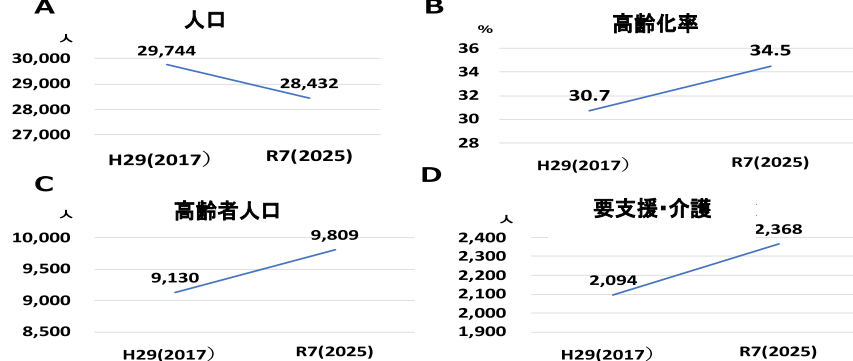 A
人口
人
30,000
29,000
28,000
27,000
29,744
28,432
H29(2017)
R7(2025)
B
高齢化率
%
36
34
32
30
28
30.7
34.5
H29(2017)
R7(2025)
C
高齢者人口
人
10,000
9,500
9,000
8,500
9,130
9,809
H29(2017)
R7(2025)
D
要支援・介護
人
2,400
2,300
2,200
2,100
2,000
1,900
2,094
2,368
H29(2017)
R7(2025)